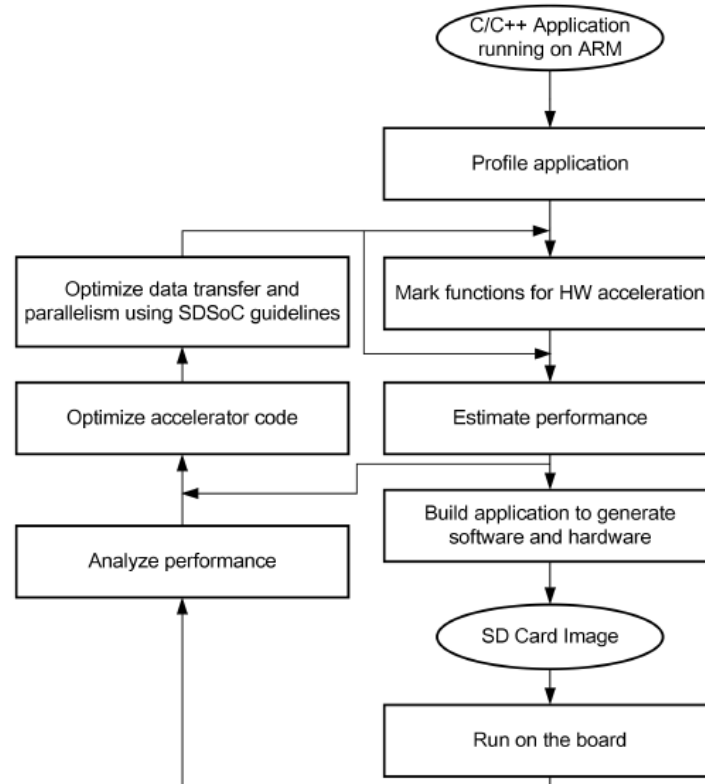 C/C++ Application
running on ARM
Profile application
Optimize data transfer and
parallelism using SDSoC guidelines
Mark functions for HW acceleration
Optimize accelerator code
Estimate performance
Build application to generate
software and hardware
Analyze performance
SD Card Image
Run on the board